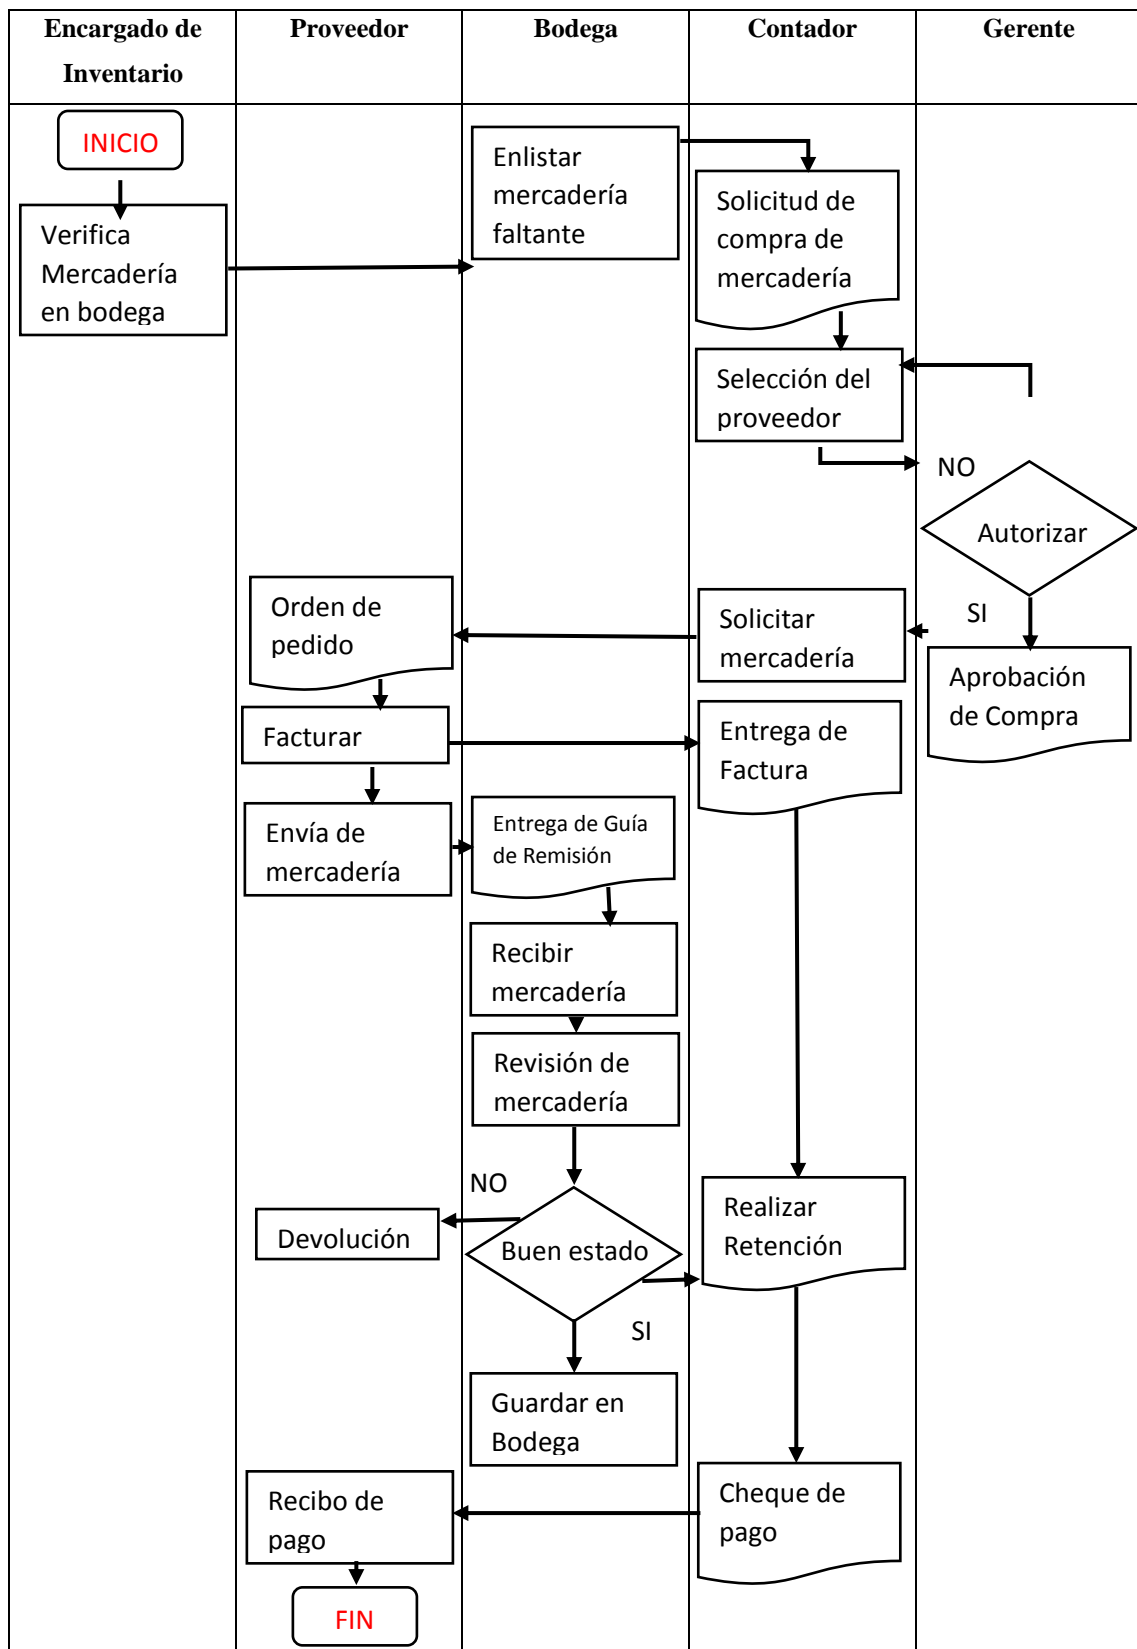 Encargado de
Inventario
Proveedor
Bodega
Contador
Gerente
INICIO
Verifica
Mercadería
en bodega
Enlistar
mercadería
faltante
Solicitud de
compra de
mercadería
Selección del
proveedor
NO
Autorizar
SI
Aprobación
de Compra
Solicitar
mercadería
Orden de
pedido
Facturar
Entrega de
Factura
Envía de
mercadería
Entrega de Guía
de Remisión
Recibir
mercadería
Revisión de
mercadería
NO
Buen estado
Devolución
SI
Realizar
Retención
Guardar en
Bodega
Cheque de
pago
Recibo de
pago
FIN